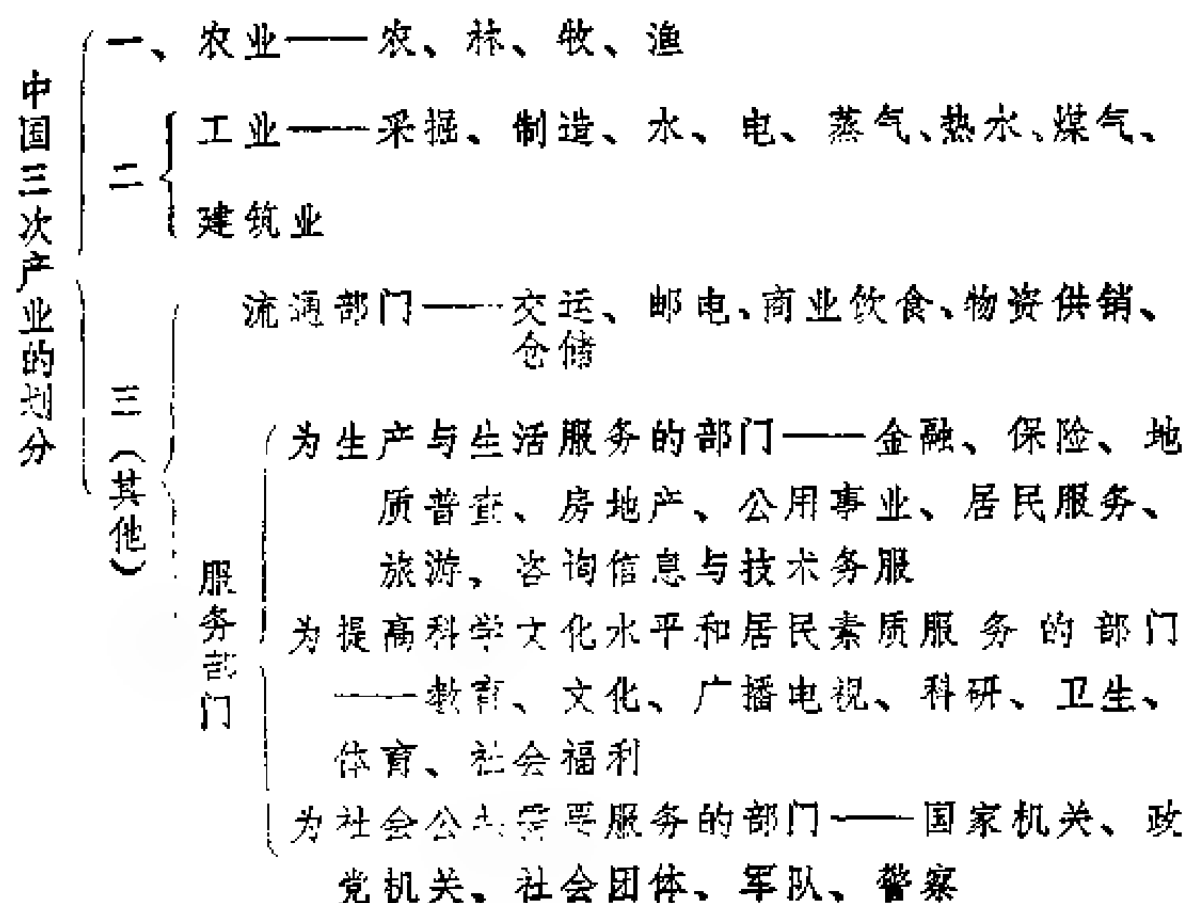 中国三次产业的划分
一、农业——农、林、牧、渔
二
工业——采掘、制造、水、电、蒸气、热水、煤气、
建筑业
三（其他）
流通部门——交运、邮电、商业饮食、物资供销、
仓储
服务部门
为生产与生活服务的部门——金融、保险、地
质普查、房地产、公用事业、居民服务、
旅游、咨询信息与技术务服
为提高科学文化水平和居民素质服务的部门
——教育、文化、广播电视、科研、卫生、
体育、社会福利
为社会公共需要服务的部门——国家机关、政
党机关、社会团体、军队、警察